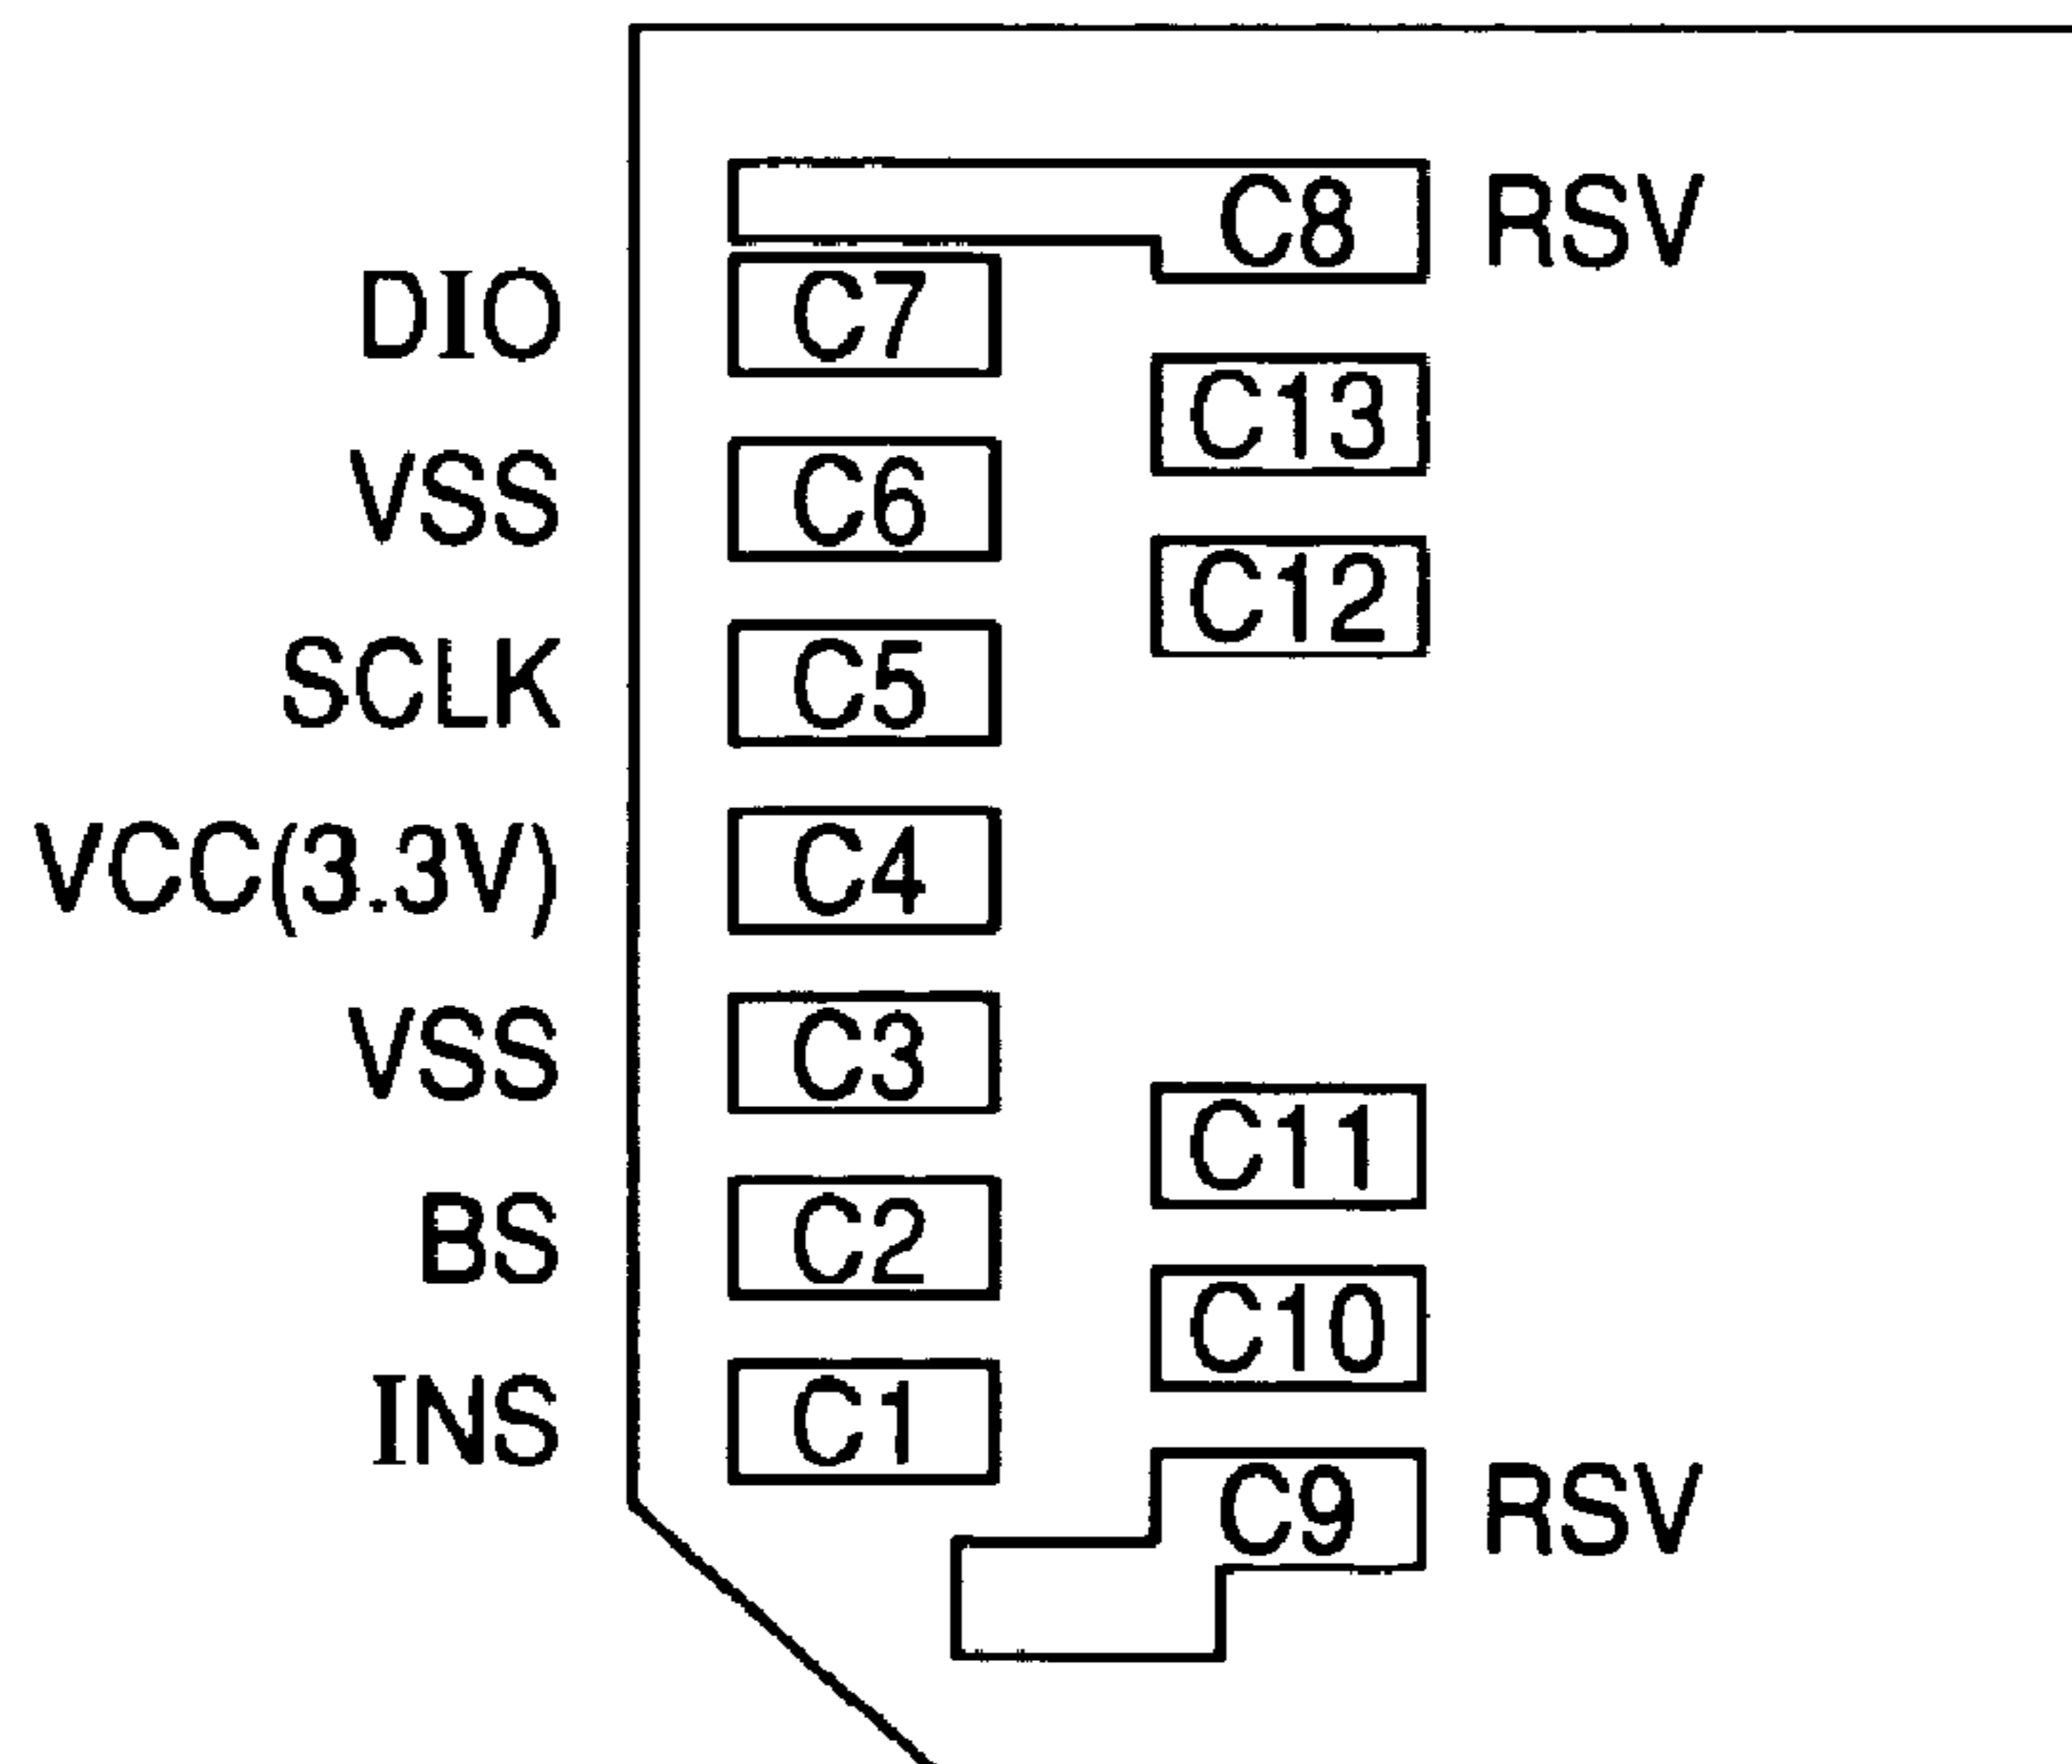 C8 RSV
DIO C7
C13
VSS C6
C12
SCLK C5
VCC(3.3V) C4
VSS C3
C11
BS C2
C10
INS C1
C9 RSV